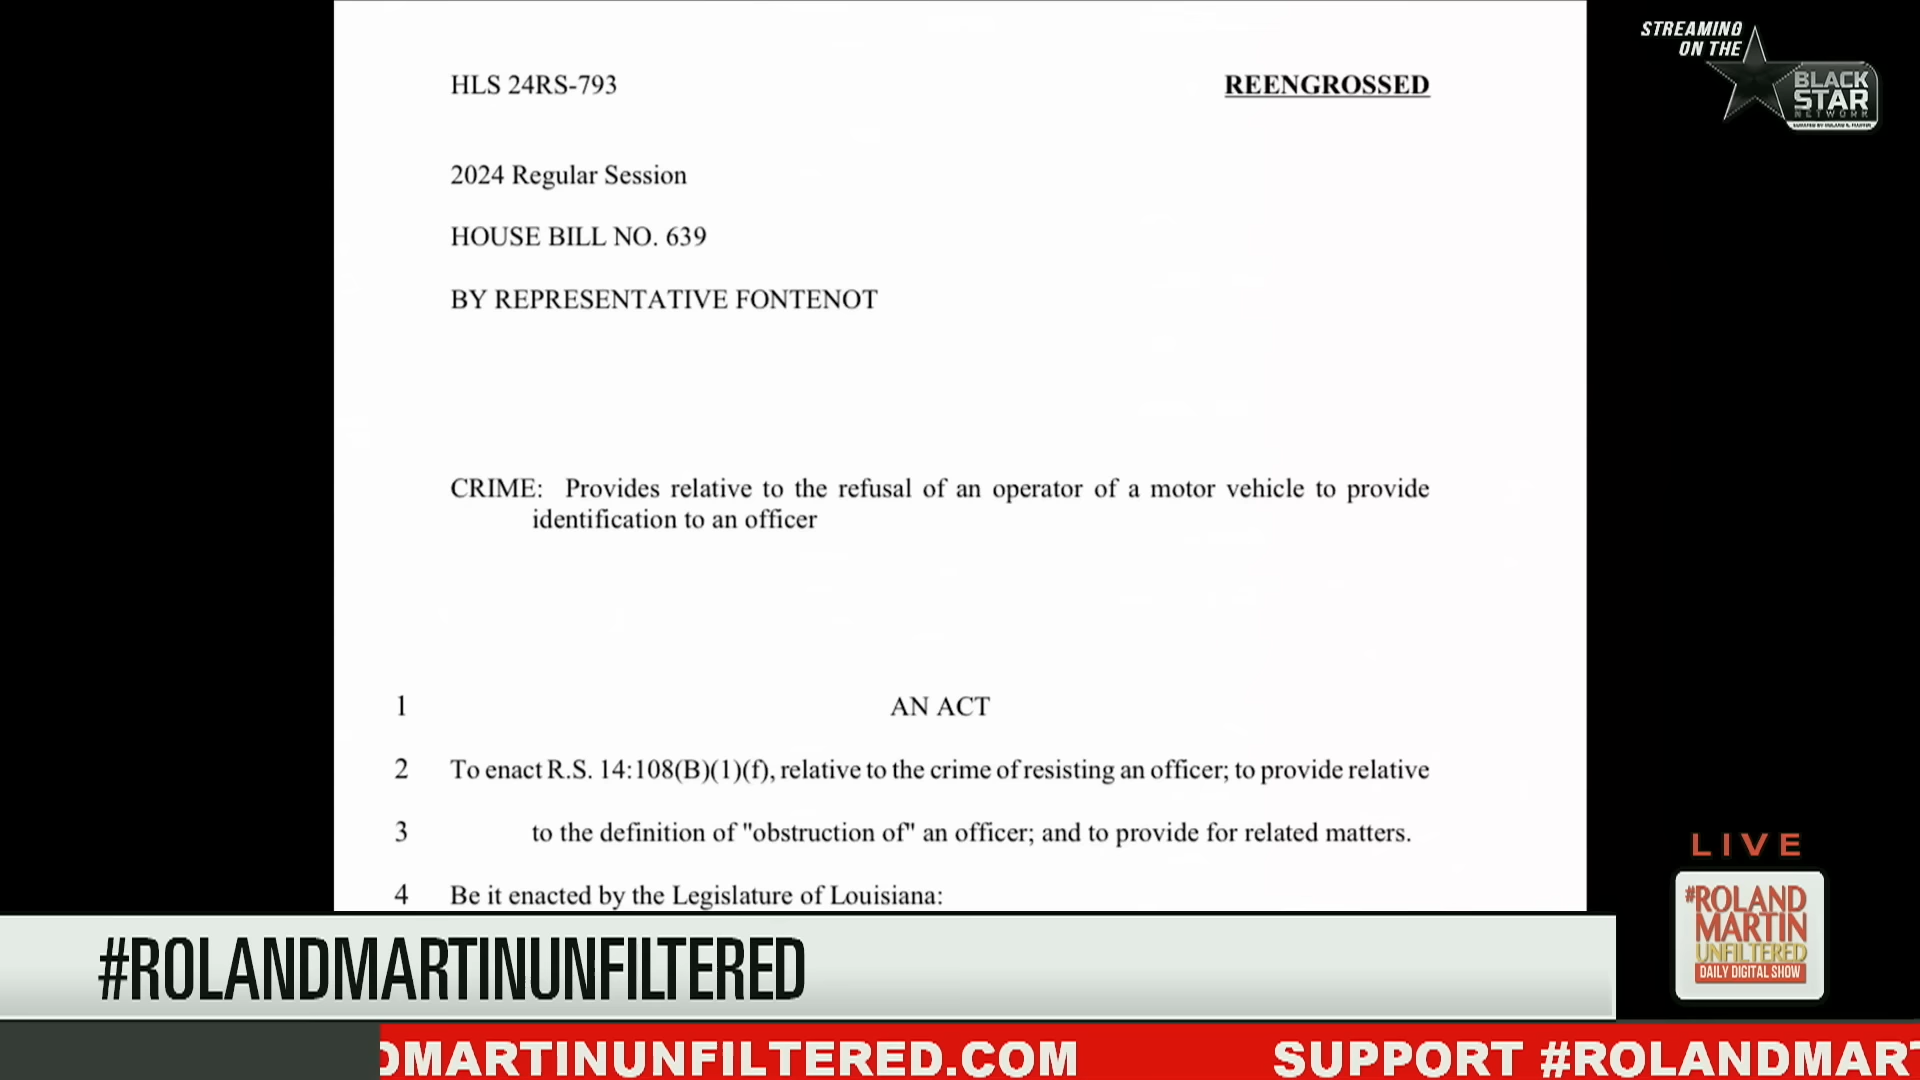 STREAMING
ON THE
BLACK
STAR
NETWORK
HLS 24RS-793 REENGROSSED
2024 Regular Session
HOUSE BILL NO. 639
BY REPRESENTATIVE FONTENOT
CRIME: Provides relative to the refusal of an operator of a motor vehicle to provide
identification to an officer
1 AN ACT
2 To enact R.S. 14:108(B)(1)(f), relative to the crime of resisting an officer; to provide relative
3 to the definition of "obstruction of" an officer; and to provide for related matters.
4 Be it enacted by the Legislature of Louisiana:
LIVE
#ROLAND
MARTIN
UNFILTERED
DAILY DIGITAL SHOW
#ROLANDMARTINUNFILTERED
DMARTINUNFILTERED.COM SUPPORT #ROLANDMART